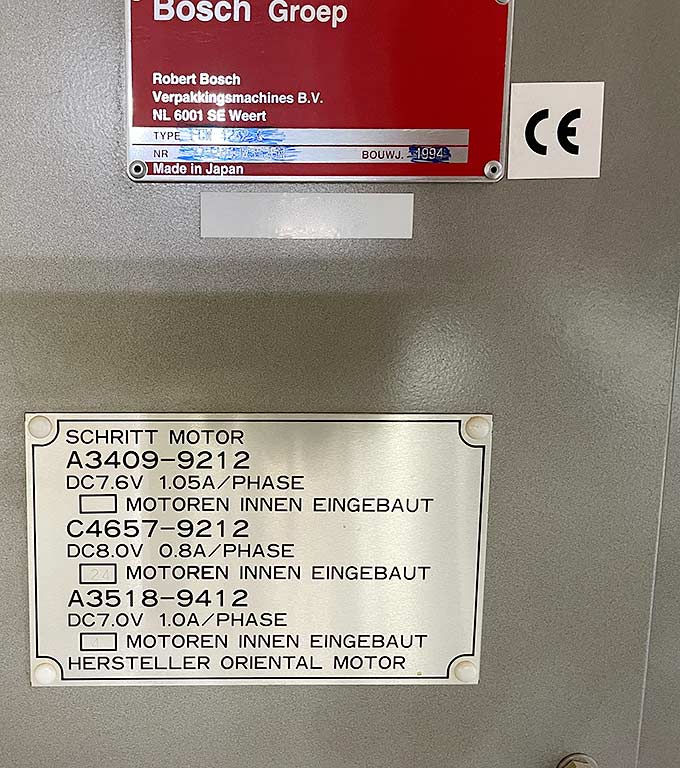 Bosch Groep
Robert Bosch
Verpakkingsmachines B.V.
NL 6001 SE Weert
TYPE
NR BOUWJ. 1994
Made in Japan
CE
SCHRITT MOTOR
A3409-9212
DC7.6V 1.05A/PHASE
MOTOREN INNEN EINGEBAUT
C4657-9212
DC8.0V 0.8A/PHASE
24 MOTOREN INNEN EINGEBAUT
A3518-9412
DC7.0V 1.0A/PHASE
MOTOREN INNEN EINGEBAUT
HERSTELLER ORIENTAL MOTOR